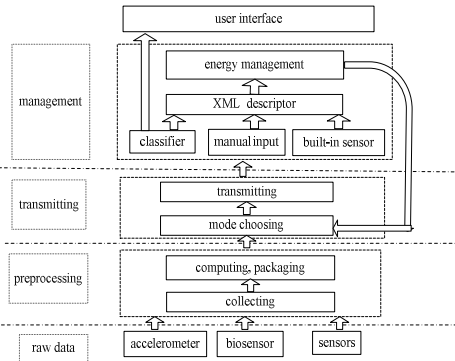 user interface
management
energy management
XML descriptor
classifier
manual input
built-in sensor
transmitting
transmitting
mode choosing
preprocessing
computing, packaging
collecting
raw data
accelerometer
biosensor
sensors